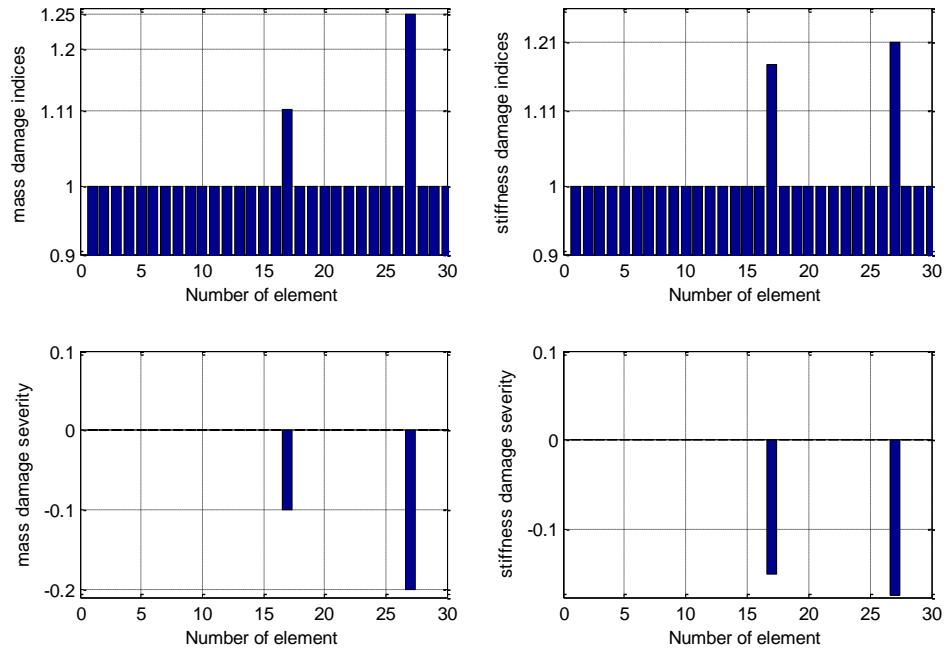 mass damage indices
1.25
1.2
1.11
1
0.9
0 5 10 15 20 25 30
Number of element
stiffness damage indices
1.21
1.11
1
0.9
0 5 10 15 20 25 30
Number of element
mass damage severity
0.1
0
-0.1
-0.2
0 5 10 15 20 25 30
Number of element
stiffness damage severity
0.1
0
-0.1
0 5 10 15 20 25 30
Number of element